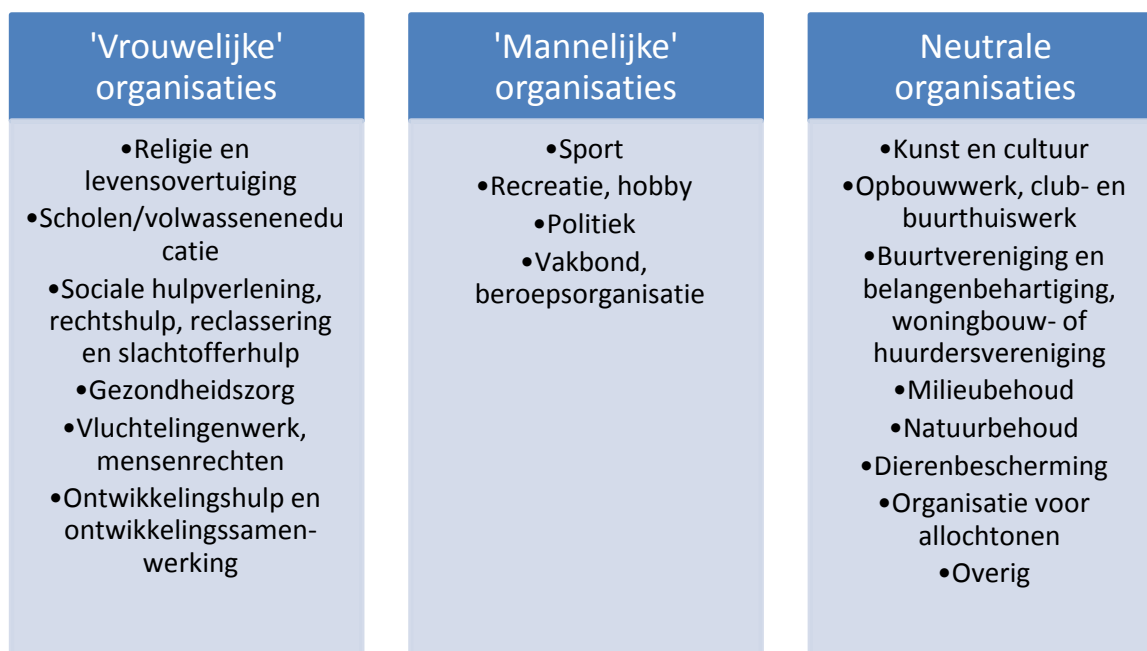 'Vrouwelijke'
organisaties
•Religie en
levensovertuiging
•Scholen/volwassenenedu
catie
•Sociale hulpverlening,
rechtshulp, reclassering
en slachtofferhulp
•Gezondheidszorg
•Vluchtelingenwerk,
mensenrechten
•Ontwikkelingshulp en
ontwikkelingssamen-
werking
'Mannelijke'
organisaties
•Sport
•Recreatie, hobby
•Politiek
•Vakbond,
beroepsorganisatie
Neutrale
organisaties
•Kunst en cultuur
•Opbouwwerk, club- en
buurthuiswerk
•Buurtvereniging en
belangenbehartiging,
woningbouw- of
huurdersvereniging
•Milieubehoud
•Natuurbehoud
•Dierenbescherming
•Organisatie voor
allochtonen
•Overig